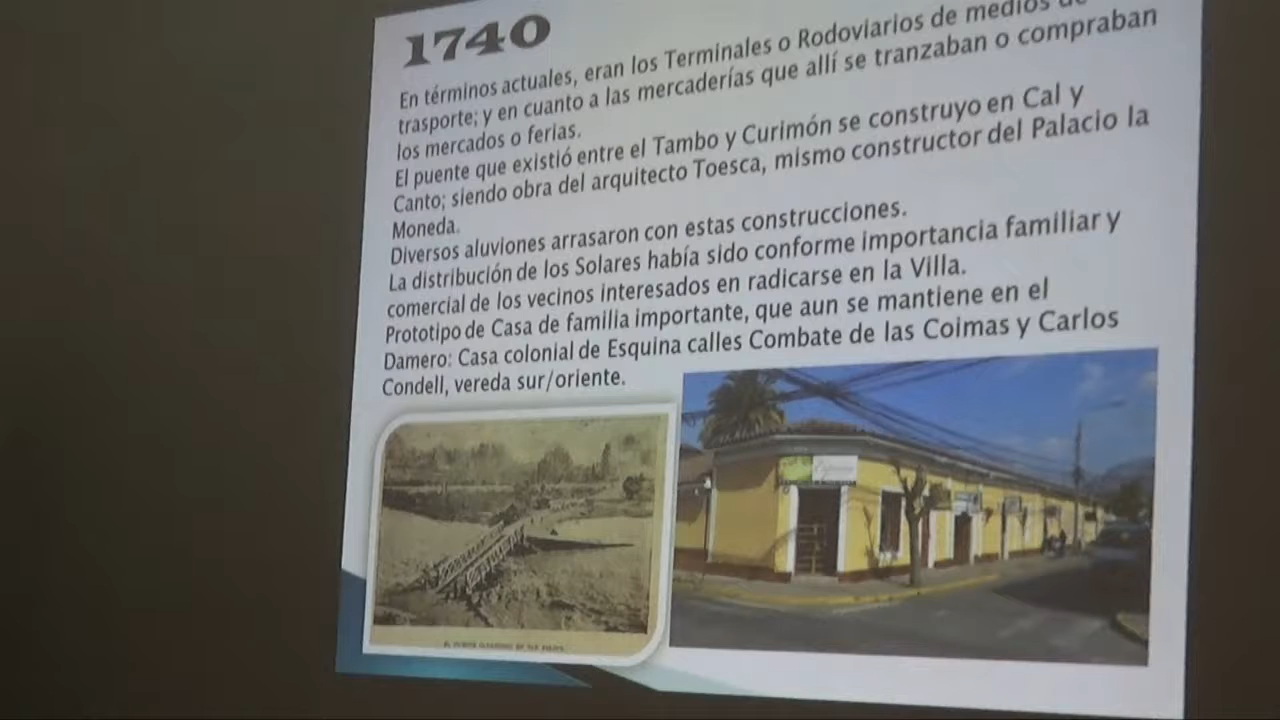 1740
En términos actuales, eran los Terminales o Rodoviarios de medios de
trasporte; y en cuanto a las mercaderías que allí se tranzaban o compraban
los mercados o ferias.
El puente que existió entre el Tambo y Curimón se construyo en Cal y
Canto; siendo obra del arquitecto Toesca, mismo constructor del Palacio la
Moneda.
Diversos aluviones arrasaron con estas construcciones.
La distribución de los Solares había sido conforme importancia familiar y
comercial de los vecinos interesados en radicarse en la Villa.
Prototipo de Casa de familia importante, que aun se mantiene en el
Damero: Casa colonial de Esquina calles Combate de las Coimas y Carlos
Condell, vereda sur/oriente.